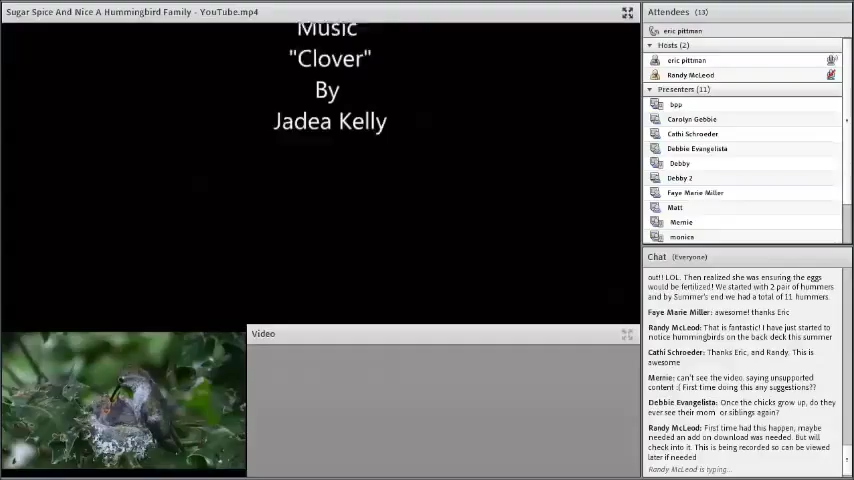 Sugar Spice And Nice A Hummingbird Family - YouTube.mp4
Music
"Clover"
By
Jadea Kelly
Video
Attendees (13)
eric pittman
Hosts (2)
eric pittman
Randy McLeod
Presenters (11)
bpp
Carolyn Gebbie
Cathi Schroeder
Debbie Evangelista
Debby
Debby 2
Faye Marie Miller
Matt
Mernie
monica
Chat (Everyone)
out!! LOL. Then realized she was ensuring the eggs
would be fertilized! We started with 2 pair of hummers
and by Summer's end we had a total of 11 hummers.
Faye Marie Miller: awesome! thanks Eric
Randy McLeod: That is fantastic! I have just started to
notice hummingbirds on the back deck this summer
Cathi Schroeder: Thanks Eric, and Randy. This is
awesome
Mernie: can't see the video. saying unsupported
content :( First time doing this any suggestions??
Debbie Evangelista: Once the chicks grow up, do they
ever see their mom or siblings again?
Randy McLeod: First time had this happen, maybe
needed an add on download was needed. But will
check into it. This is being recorded so can be viewed
later if needed
Randy McLeod is typing...